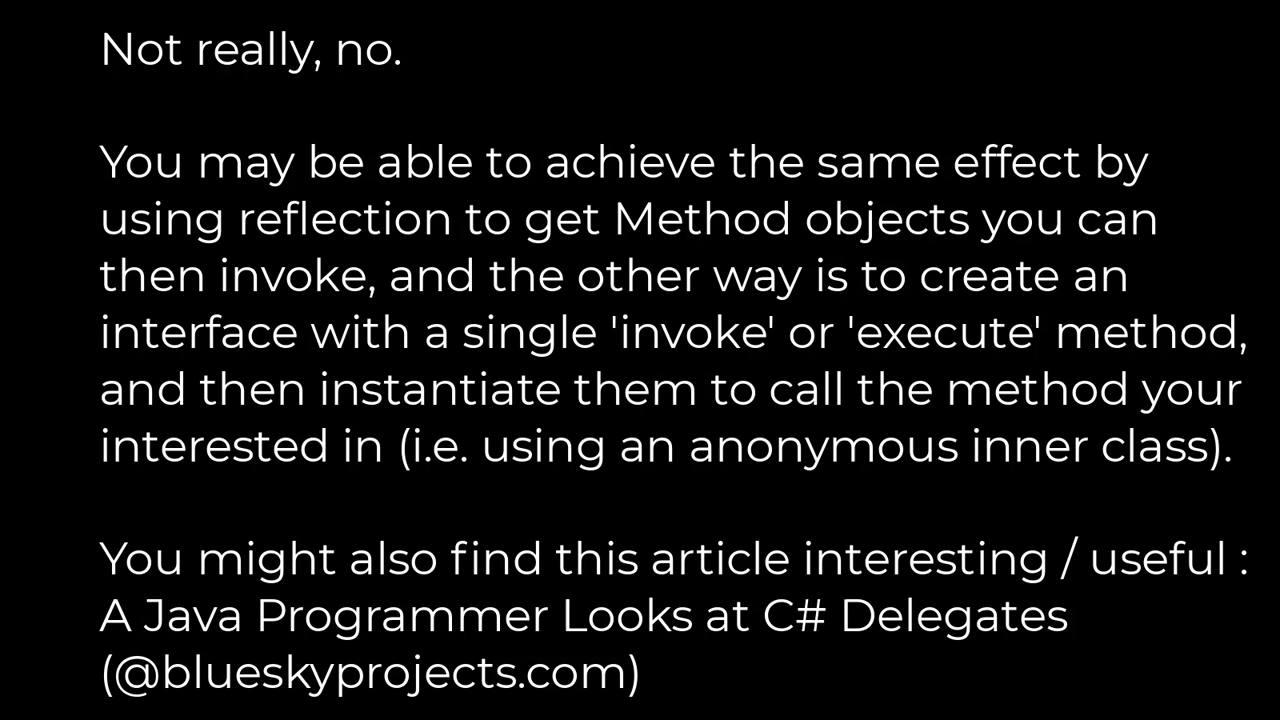 Not really, no.
You may be able to achieve the same effect by
using reflection to get Method objects you can
then invoke, and the other way is to create an
interface with a single 'invoke' or 'execute' method,
and then instantiate them to call the method your
interested in (i.e. using an anonymous inner class).
You might also find this article interesting / useful :
A Java Programmer Looks at C# Delegates
(@blueskyprojects.com)